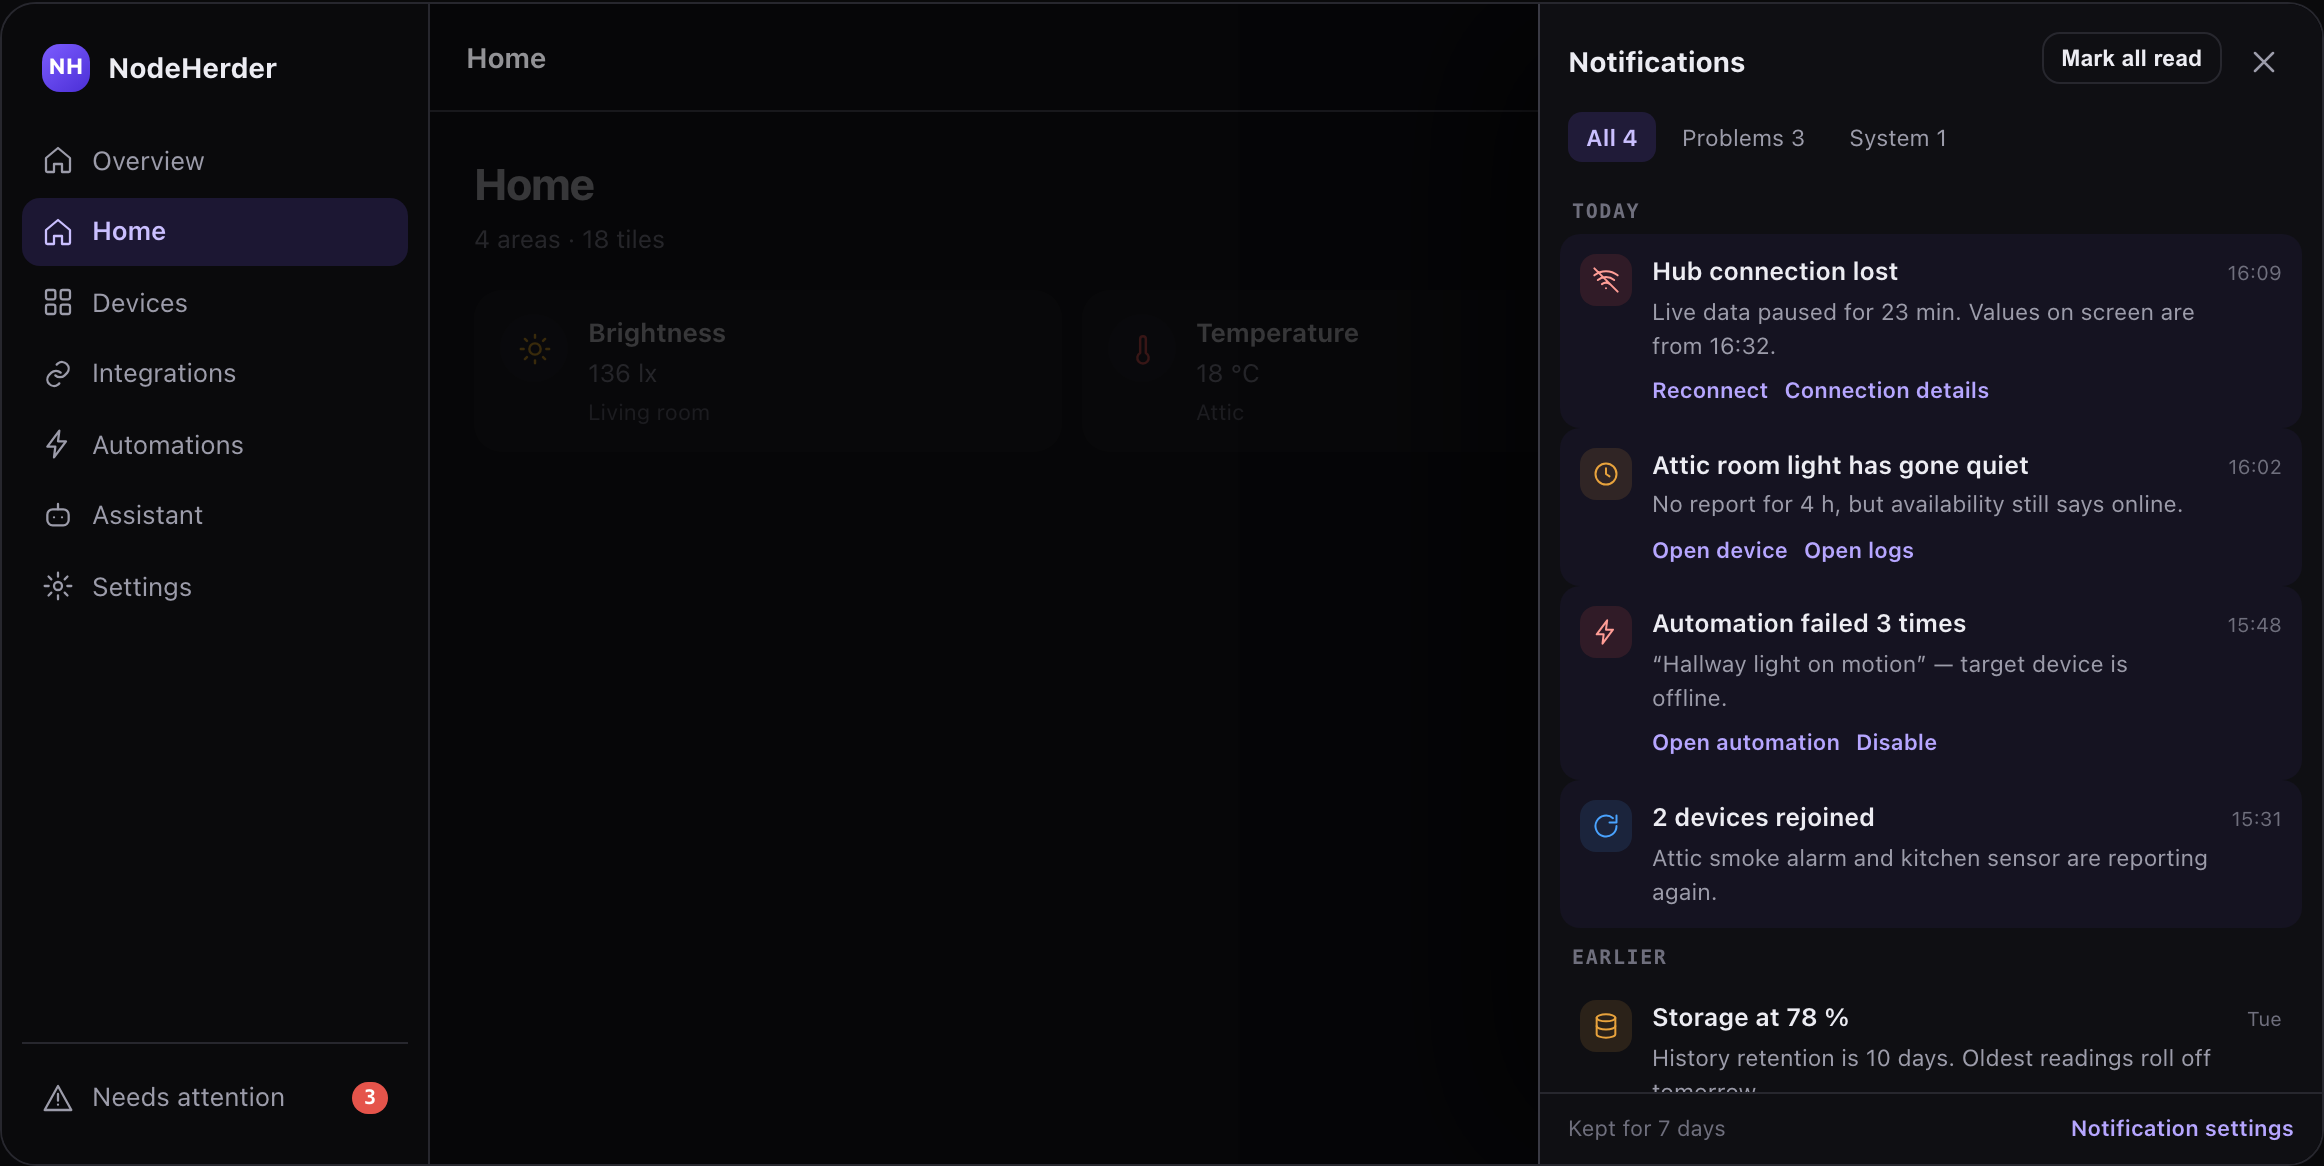 NH NodeHerder
Overview
Home
Devices
Integrations
Automations
Assistant
Settings
Needs attention 3
Home
Home
4 areas · 18 tiles
Brightness
136 lx
Living room
Temperature
18 °C
Attic
Notifications
Mark all read
All 4 Problems 3 System 1
TODAY
Hub connection lost 16:09
Live data paused for 23 min. Values on screen are
from 16:32.
Reconnect Connection details
Attic room light has gone quiet 16:02
No report for 4 h, but availability still says online.
Open device Open logs
Automation failed 3 times 15:48
“Hallway light on motion” — target device is
offline.
Open automation Disable
2 devices rejoined 15:31
Attic smoke alarm and kitchen sensor are reporting
again.
EARLIER
Storage at 78 % Tue
History retention is 10 days. Oldest readings roll off
tomorrow
Kept for 7 days
Notification settings